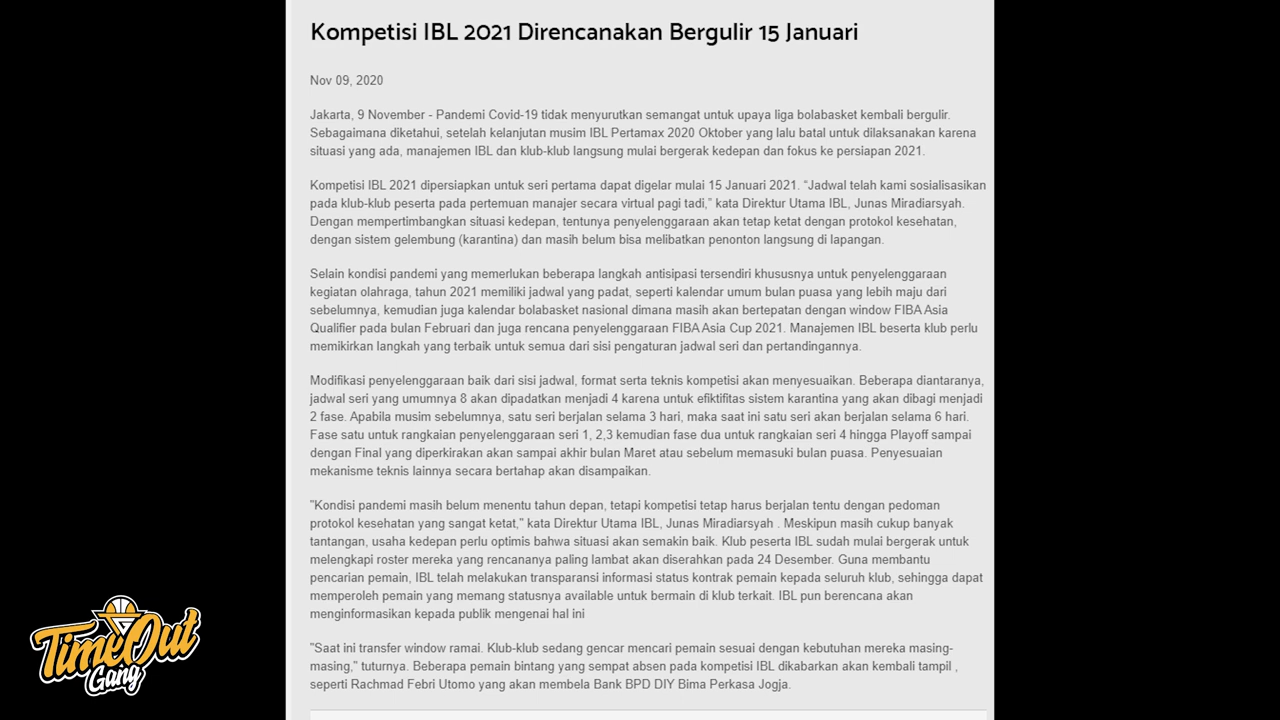 Kompetisi IBL 2021 Direncanakan Bergulir 15 Januari
Nov 09, 2020
Jakarta, 9 November - Pandemi Covid-19 tidak menyurutkan semangat untuk upaya liga bolabasket kembali bergulir.
Sebagaimana diketahui, setelah kelanjutan musim IBL Pertamax 2020 Oktober yang lalu batal untuk dilaksanakan karena
situasi yang ada, manajemen IBL dan klub-klub langsung mulai bergerak kedepan dan fokus ke persiapan 2021.
Kompetisi IBL 2021 dipersiapkan untuk seri pertama dapat digelar mulai 15 Januari 2021. “Jadwal telah kami sosialisasikan
pada klub-klub peserta pada pertemuan manajer secara virtual pagi tadi,” kata Direktur Utama IBL, Junas Miradiarsyah.
Dengan mempertimbangkan situasi kedepan, tentunya penyelenggaraan akan tetap ketat dengan protokol kesehatan,
dengan sistem gelembung (karantina) dan masih belum bisa melibatkan penonton langsung di lapangan.
Selain kondisi pandemi yang memerlukan beberapa langkah antisipasi tersendiri khususnya untuk penyelenggaraan
kegiatan olahraga, tahun 2021 memiliki jadwal yang padat, seperti kalendar umum bulan puasa yang lebih maju dari
sebelumnya, kemudian juga kalendar bolabasket nasional dimana masih akan bertepatan dengan window FIBA Asia
Qualifier pada bulan Februari dan juga rencana penyelenggaraan FIBA Asia Cup 2021. Manajemen IBL beserta klub perlu
memikirkan langkah yang terbaik untuk semua dari sisi pengaturan jadwal seri dan pertandingannya.
Modifikasi penyelenggaraan baik dari sisi jadwal, format serta teknis kompetisi akan menyesuaikan. Beberapa diantaranya,
jadwal seri yang umumnya 8 akan dipadatkan menjadi 4 karena untuk efiktifitas sistem karantina yang akan dibagi menjadi
2 fase. Apabila musim sebelumnya, satu seri berjalan selama 3 hari, maka saat ini satu seri akan berjalan selama 6 hari.
Fase satu untuk rangkaian penyelenggaraan seri 1, 2,3 kemudian fase dua untuk rangkaian seri 4 hingga Playoff sampai
dengan Final yang diperkirakan akan sampai akhir bulan Maret atau sebelum memasuki bulan puasa. Penyesuaian
mekanisme teknis lainnya secara bertahap akan disampaikan.
"Kondisi pandemi masih belum menentu tahun depan, tetapi kompetisi tetap harus berjalan tentu dengan pedoman
protokol kesehatan yang sangat ketat," kata Direktur Utama IBL, Junas Miradiarsyah . Meskipun masih cukup banyak
tantangan, usaha kedepan perlu optimis bahwa situasi akan semakin baik. Klub peserta IBL sudah mulai bergerak untuk
melengkapi roster mereka yang rencananya paling lambat akan diserahkan pada 24 Desember. Guna membantu
pencarian pemain, IBL telah melakukan transparansi informasi status kontrak pemain kepada seluruh klub, sehingga dapat
memperoleh pemain yang memang statusnya available untuk bermain di klub terkait. IBL pun berencana akan
menginformasikan kepada publik mengenai hal ini
"Saat ini transfer window ramai. Klub-klub sedang gencar mencari pemain sesuai dengan kebutuhan mereka masing-
masing," tuturnya. Beberapa pemain bintang yang sempat absen pada kompetisi IBL dikabarkan akan kembali tampil ,
seperti Rachmad Febri Utomo yang akan membela Bank BPD DIY Bima Perkasa Jogja.
TimeOut
Gang